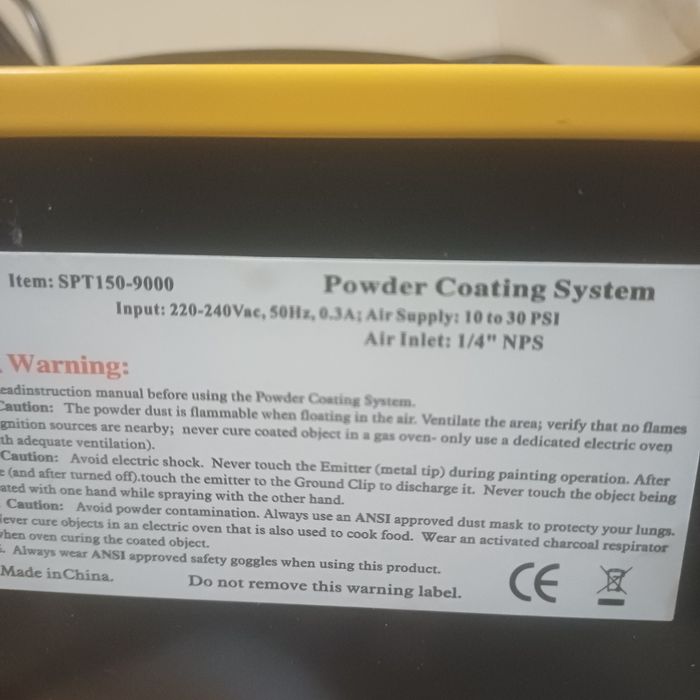 Item: SPT150-9000
Powder Coating System
Input: 220-240Vac, 50Hz, 0.3A; Air Supply: 10 to 30 PSI
Air Inlet: 1/4" NPS
Warning:
eadinstruction manual before using the Powder Coating System.
Caution: The powder dust is flammable when floating in the air. Ventilate the area; verify that no flames
gnition sources are nearby; never cure coated object in a gas oven- only use a dedicated electric oven
th adequate ventilation).
Caution: Avoid electric shock. Never touch the Emitter (metal tip) during painting operation. After
e (and after turned off).touch the emitter to the Ground Clip to discharge it. Never touch the object being
ated with one hand while spraying with the other hand.
Caution: Avoid powder contamination. Always use an ANSI approved dust mask to protecty your lungs.
Never cure objects in an electric oven that is also used to cook food. Wear an activated charcoal respirator
when oven curing the coated object.
. Always wear ANSI approved safety goggles when using this product.
Made inChina.
Do not remove this warning label.
CE